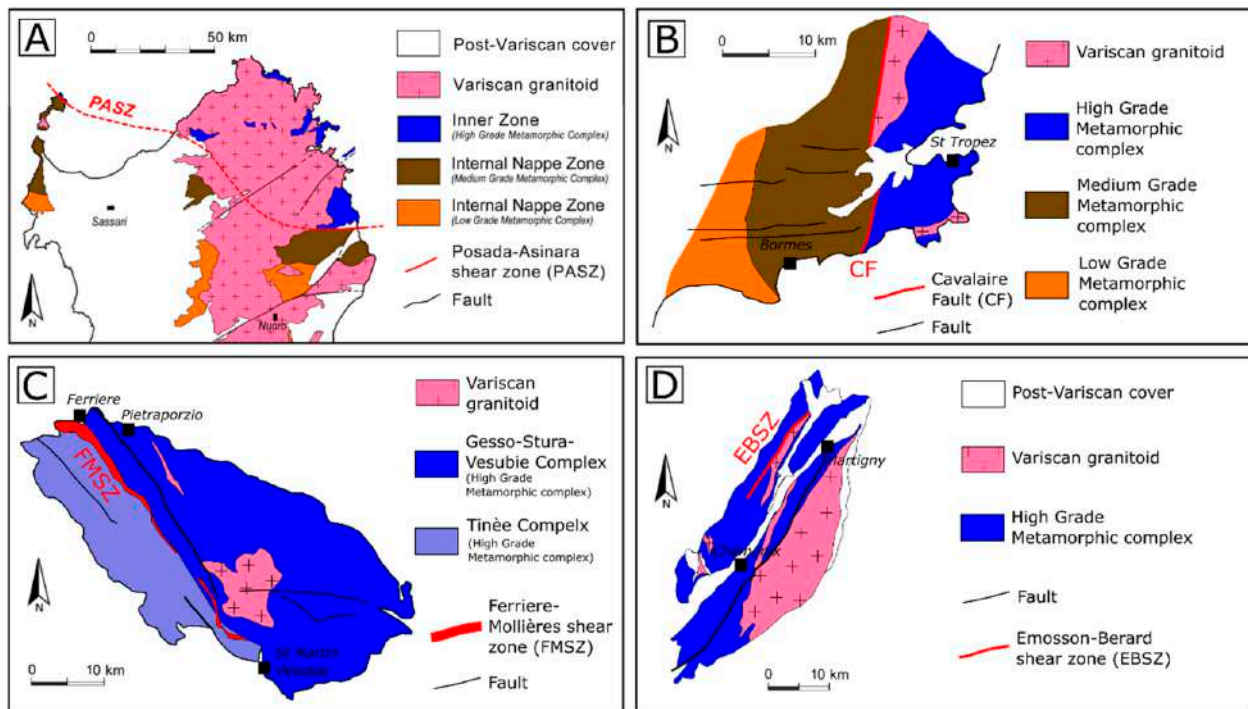 A
0 50 km
Post-Variscan cover
Variscan granitoid
Inner Zone
(High Grade Metamorphic Complex)
Internal Nappe Zone
(Medium Grade Metamorphic Complex)
Internal Nappe Zone
(Low Grade Metamorphic Complex)
Posada-Asinara
shear zone (PASZ)
Fault
PASZ
Sassari
Nuoro
N
B
0 10 km
Variscan granitoid
High Grade
Metamorphic
complex
Medium Grade
Metamorphic
complex
Low Grade
Metamorphic
complex
Cavalaire
Fault (CF)
Fault
St Tropez
Bormes
CF
N
C
Ferriere
Pietraporzio
FMSZ
St Martin
N
0 10 km
Variscan
granitoid
Gesso-Stura-
Vesubie Complex
(High Grade
Metamorphic complex)
Tinèe Compelx
(High Grade
Metamorphic complex)
Ferriere-
Mollières shear
zone (FMSZ)
Fault
D
EBSZ
Martigny
N
0 10 km
Post-Variscan cover
Variscan granitoid
High Grade
Metamorphic complex
Fault
Emosson-Berard
shear zone (EBSZ)